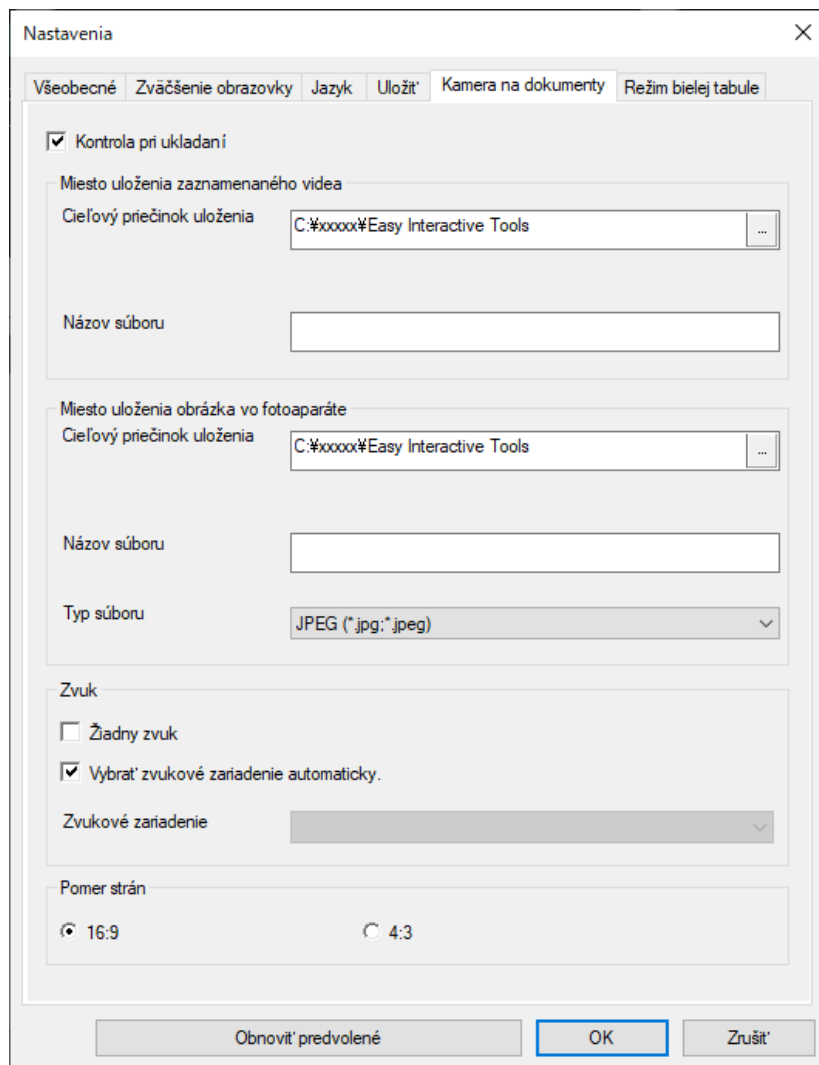 Nastavenia
Všeobecné Zväčšenie obrazovky Jazyk Uložiť Kamera na dokumenty Režim bielej tabule
Kontrola pri ukladaní
Miesto uloženia zaznamenaného videa
Cieľový priečinok uloženia C:¥xxxxx¥Easy Interactive Tools ...
Názov súboru
Miesto uloženia obrázka vo fotoaparáte
Cieľový priečinok uloženia C:¥xxxxx¥Easy Interactive Tools ...
Názov súboru
Typ súboru JPEG (*.jpg;*.jpeg)
Zvuk
Žiadny zvuk
Vybrať zvukové zariadenie automaticky.
Zvukové zariadenie
Pomer strán
16:9 4:3
Obnoviť predvolené OK Zrušiť